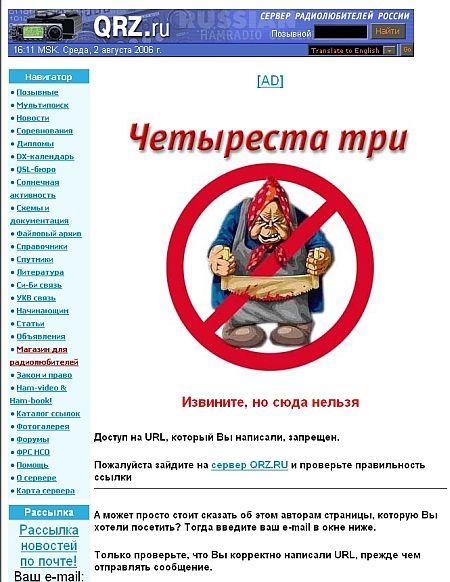 QRZ.ru
СЕРВЕР РАДИОЛЮБИТЕЛЕЙ РОССИИ
RUSSIA
HAMRADIO
Позывной
Найти
16:11 MSK. Среда, 2 августа 2006 г.
Translate to English
Go
Навигатор
Позывные
Мультипоиск
Новости
Соревнования
Дипломы
DX-календарь
QSL-бюро
Солнечная
активность
Схемы и
документация
Файловый архив
Справочники
Спутники
Литература
Си-Би связь
УКВ связь
Начинающим
Статьи
Объявления
Магазин для
радиолюбителей
Закон и право
Ham-video &
Ham-book!
Каталог ссылок
Фотогалерея
Форумы
ФРС НСО
Помощь
О сервере
Карта сервера
Рассылка
Рассылка
новостей
по почте!
Ваш e-mail:
[AD]
Четыреста три
Извините, но сюда нельзя
Доступ на URL, который Вы написали, запрещен.
Пожалуйста зайдите на сервер QRZ.RU и проверьте правильность
ссылки
А может просто стоит сказать об этом авторам страницы, которую Вы
хотели посетить? Тогда введите ваш e-mail в окне ниже.
Только проверьте, что Вы корректно написали URL, прежде чем
отправлять сообщение.